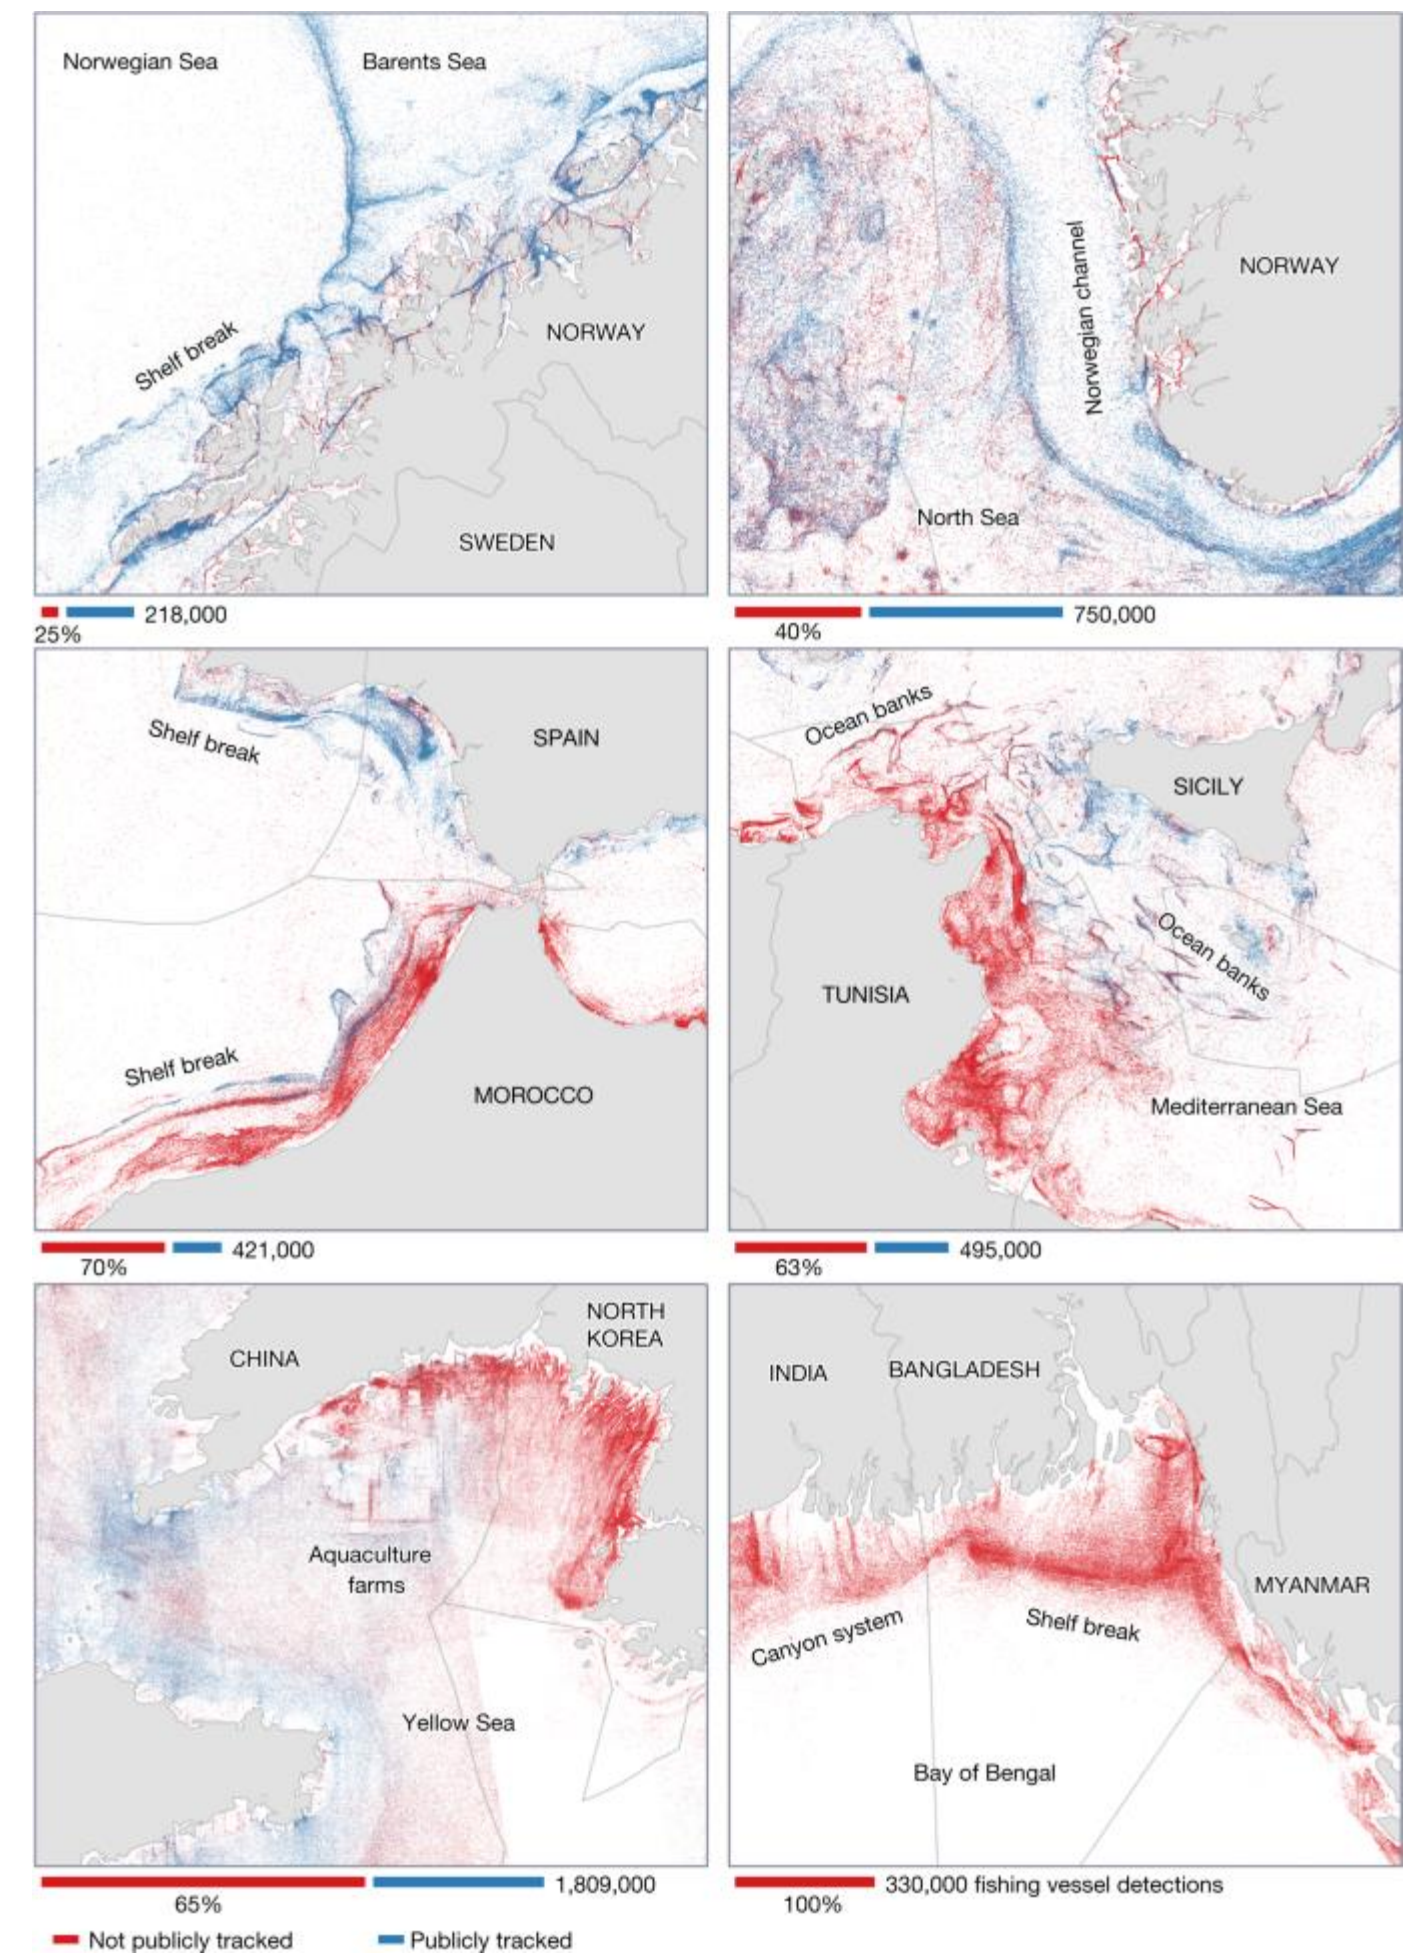 Norwegian Sea
Barents Sea
Shelf break
NORWAY
SWEDEN
218,000
25%
Norwegian channel
NORWAY
North Sea
750,000
40%
Shelf break
SPAIN
Shelf break
MOROCCO
421,000
70%
Ocean banks
SICILY
Ocean banks
TUNISIA
Mediterranean Sea
495,000
63%
NORTH
KOREA
CHINA
Aquaculture
farms
Yellow Sea
1,809,000
65%
INDIA
BANGLADESH
MYANMAR
Canyon system
Shelf break
Bay of Bengal
330,000 fishing vessel detections
100%
Not publicly tracked
Publicly tracked